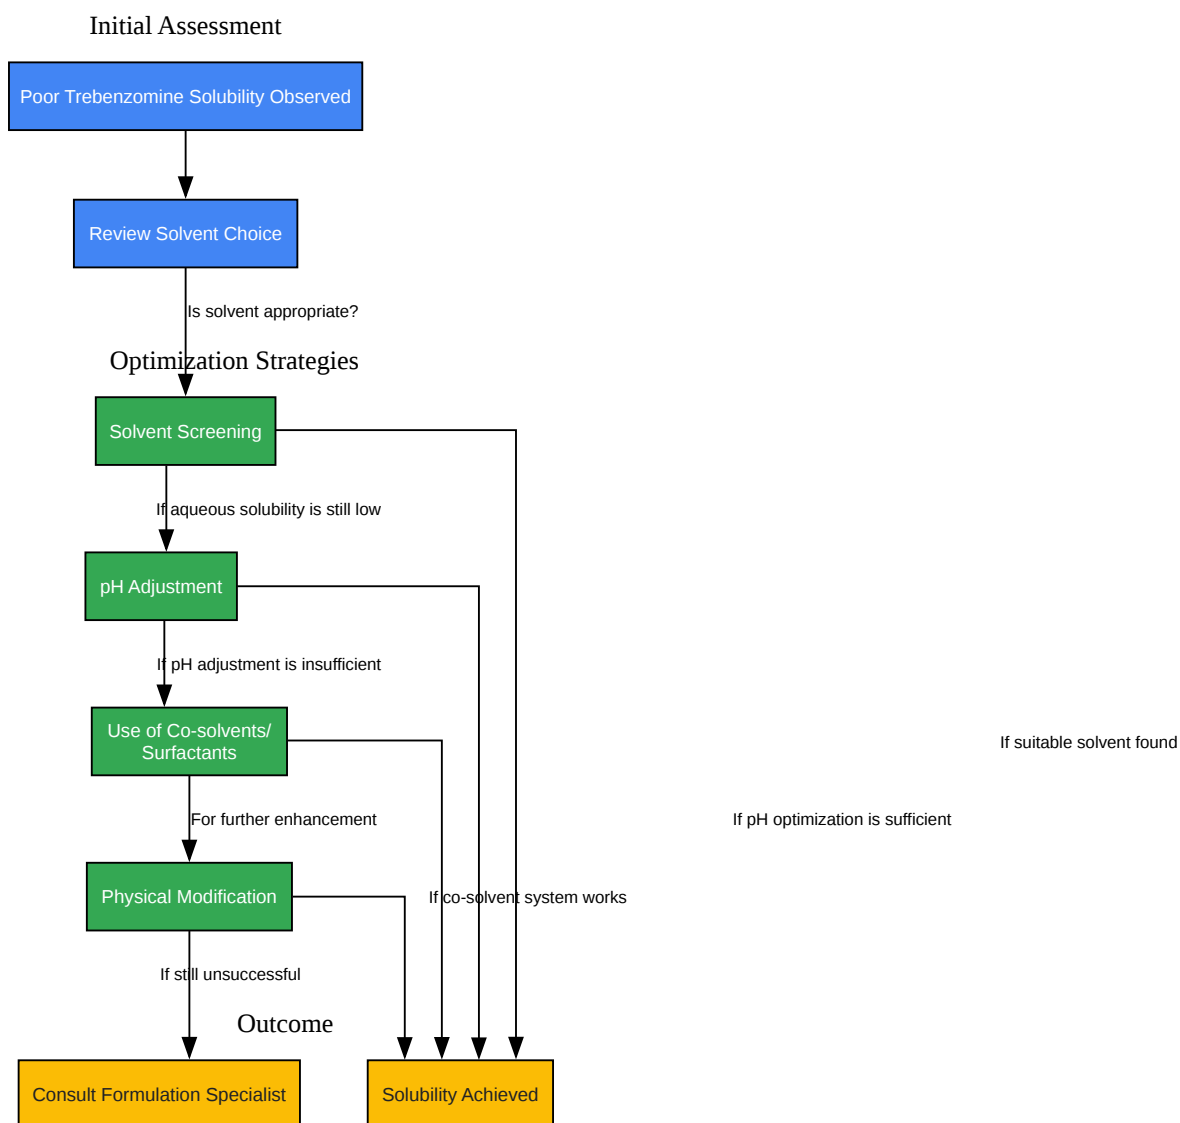 Initial Assessment
Poor Trebenzomine Solubility Observed
Review Solvent Choice
Is solvent appropriate?
Optimization Strategies
Solvent Screening
If aqueous solubility is still low
pH Adjustment
If pH adjustment is insufficient
Use of Co-solvents/
Surfactants
If suitable solvent found
For further enhancement
If pH optimization is sufficient
Physical Modification
If co-solvent system works
If still unsuccessful
Outcome
Consult Formulation Specialist
Solubility Achieved